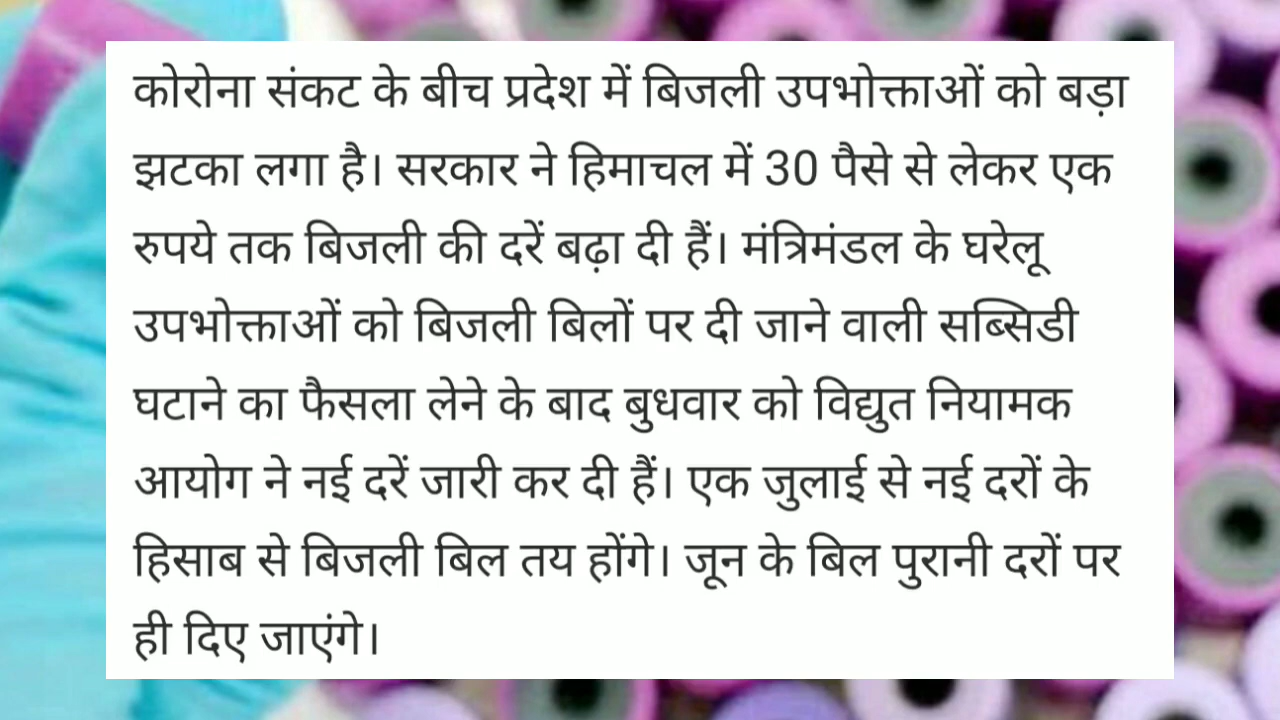 कोरोना संकट के बीच प्रदेश में बिजली उपभोक्ताओं को बड़ा
झटका लगा है। सरकार ने हिमाचल में 30 पैसे से लेकर एक
रुपये तक बिजली की दरें बढ़ा दी हैं। मंत्रिमंडल के घरेलू
उपभोक्ताओं को बिजली बिलों पर दी जाने वाली सब्सिडी
घटाने का फैसला लेने के बाद बुधवार को विद्युत नियामक
आयोग ने नई दरें जारी कर दी हैं। एक जुलाई से नई दरों के
हिसाब से बिजली बिल तय होंगे। जून के बिल पुरानी दरों पर
ही दिए जाएंगे।